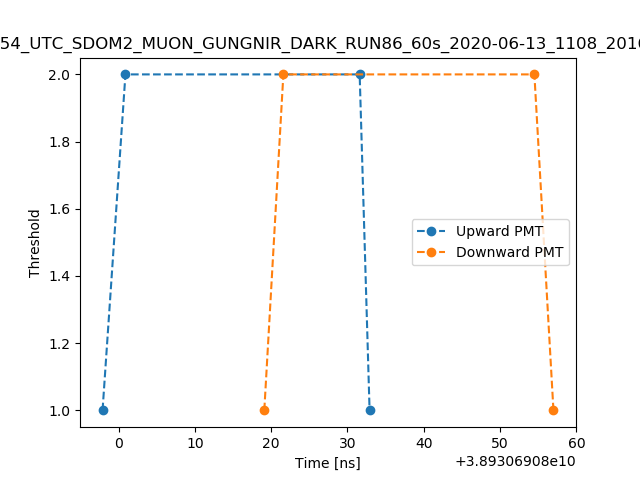 54_UTC_SDOM2_MUON_GUNGNIR_DARK_RUN86_60s_2020-06-13_1108_2016
2.0
1.8
1.6
1.4
1.2
1.0
Threshold
Upward PMT
Downward PMT
0 10 20 30 40 50 60
Time [ns]
+3.89306908e10